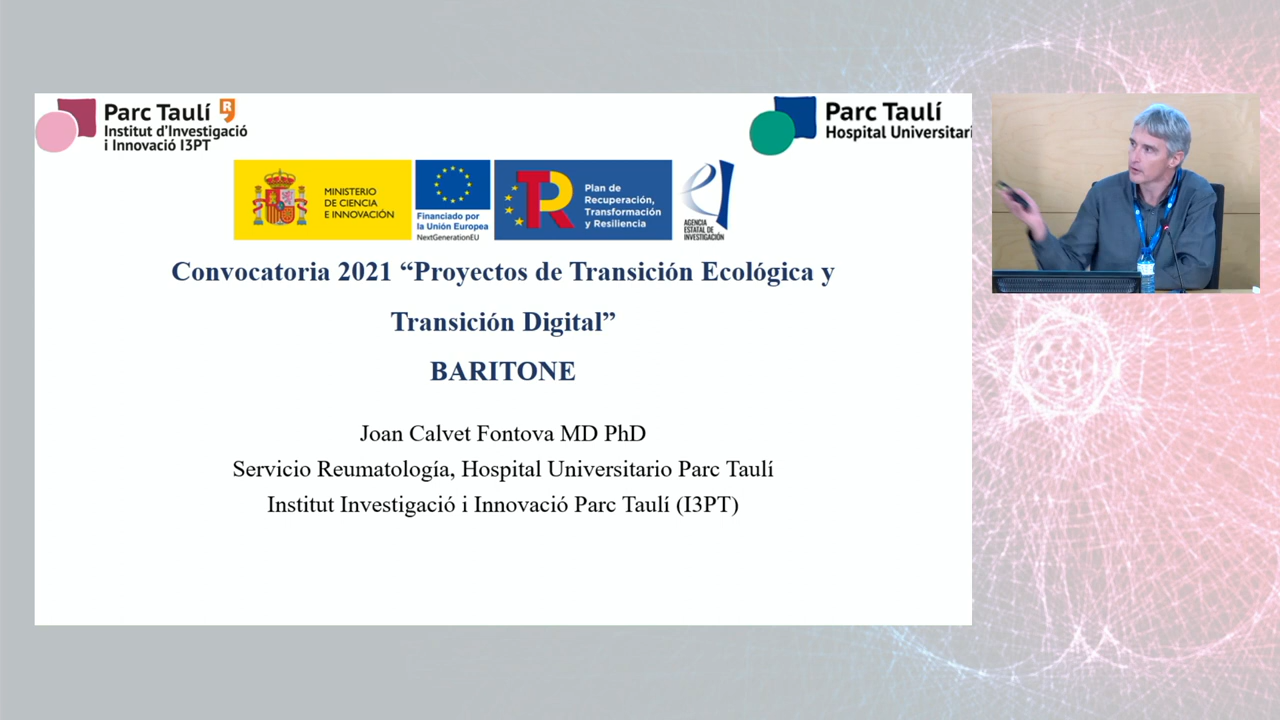 Parc Taulí R
Institut d'Investigació
i Innovació I3PT
Parc Taulí
Hospital Universitari
MINISTERIO
DE CIENCIA
E INNOVACIÓN
Financiado por
la Unión Europea
NextGenerationEU
TR
Plan de
Recuperación,
Transformación
y Resiliencia
AGENCIA
ESTATAL DE
INVESTIGACIÓN
Convocatoria 2021 “Proyectos de Transición Ecológica y
Transición Digital”
BARITONE
Joan Calvet Fontova MD PhD
Servicio Reumatología, Hospital Universitario Parc Taulí
Institut Investigació i Innovació Parc Taulí (I3PT)